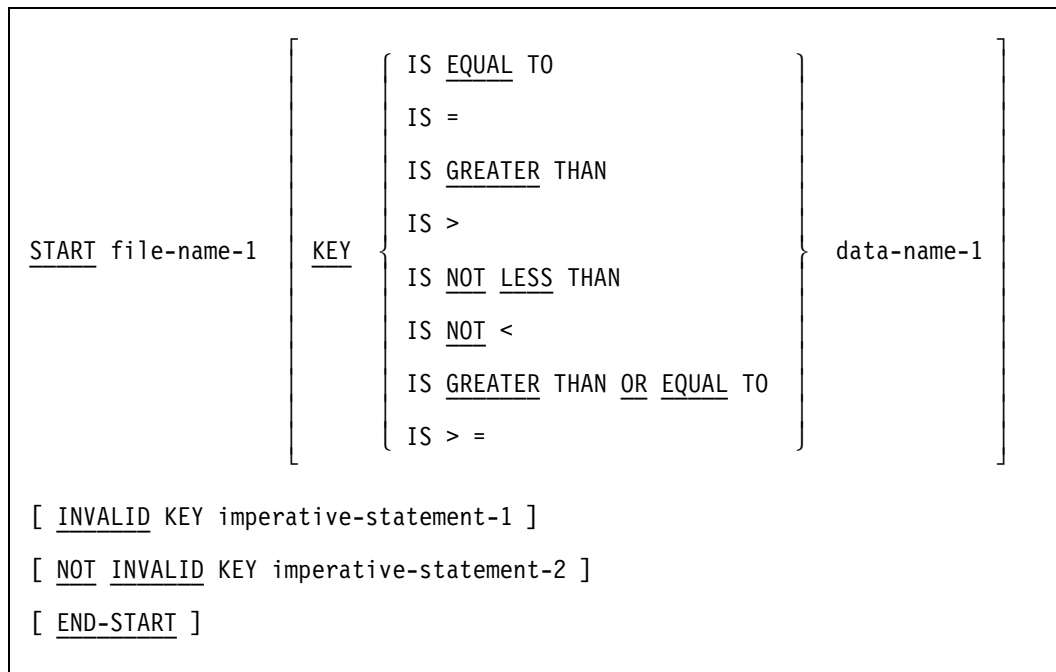 IS EQUAL TO
IS =
IS GREATER THAN
IS >
START file-name-1 KEY data-name-1
IS NOT LESS THAN
IS NOT <
IS GREATER THAN OR EQUAL TO
IS > =
[ INVALID KEY imperative-statement-1 ]
[ NOT INVALID KEY imperative-statement-2 ]
[ END-START ]